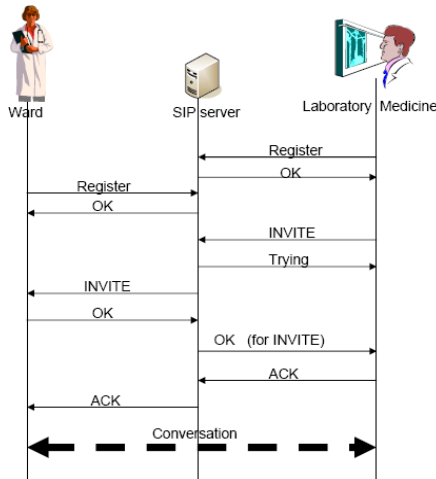 Ward
SIP server
Laboratory Medicine
Register
OK
Register
OK
INVITE
Trying
INVITE
OK
OK (for INVITE)
ACK
ACK
Conversation